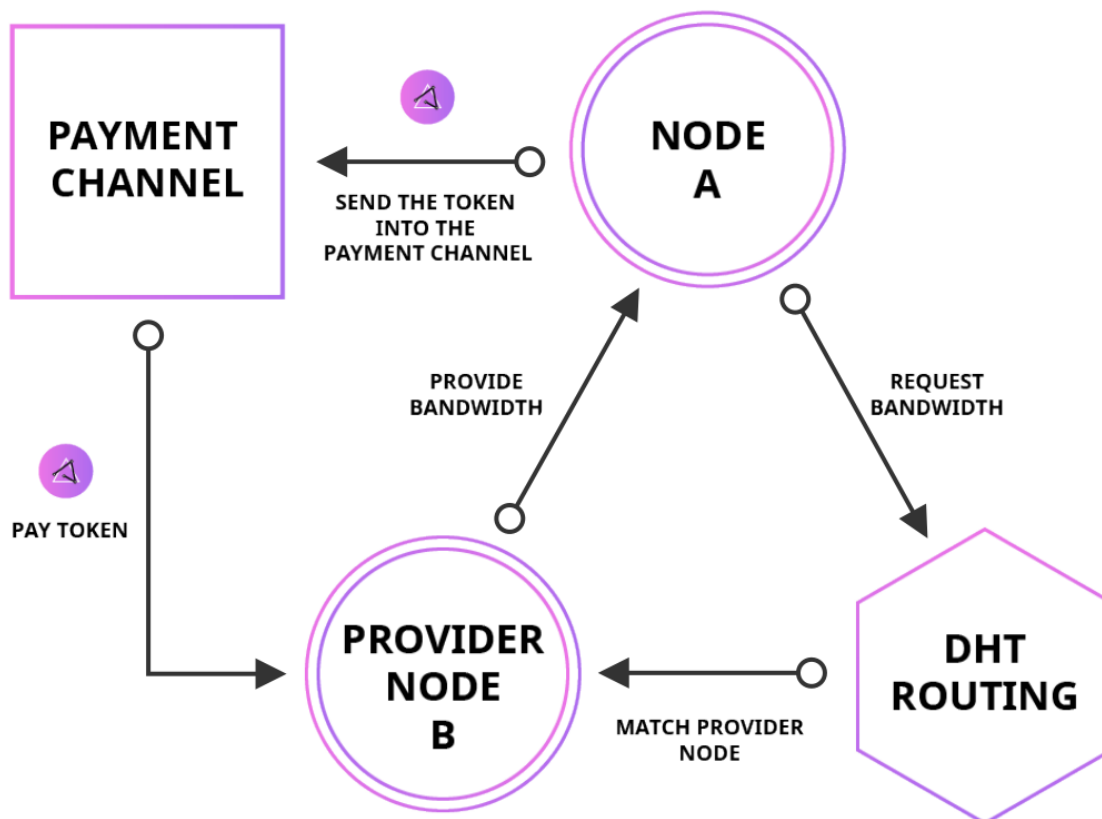 PAYMENT
CHANNEL
NODE
A
SEND THE TOKEN
INTO THE
PAYMENT CHANNEL
PROVIDE
BANDWIDTH
REQUEST
BANDWIDTH
PAY TOKEN
PROVIDER
NODE
B
MATCH PROVIDER
NODE
DHT
ROUTING